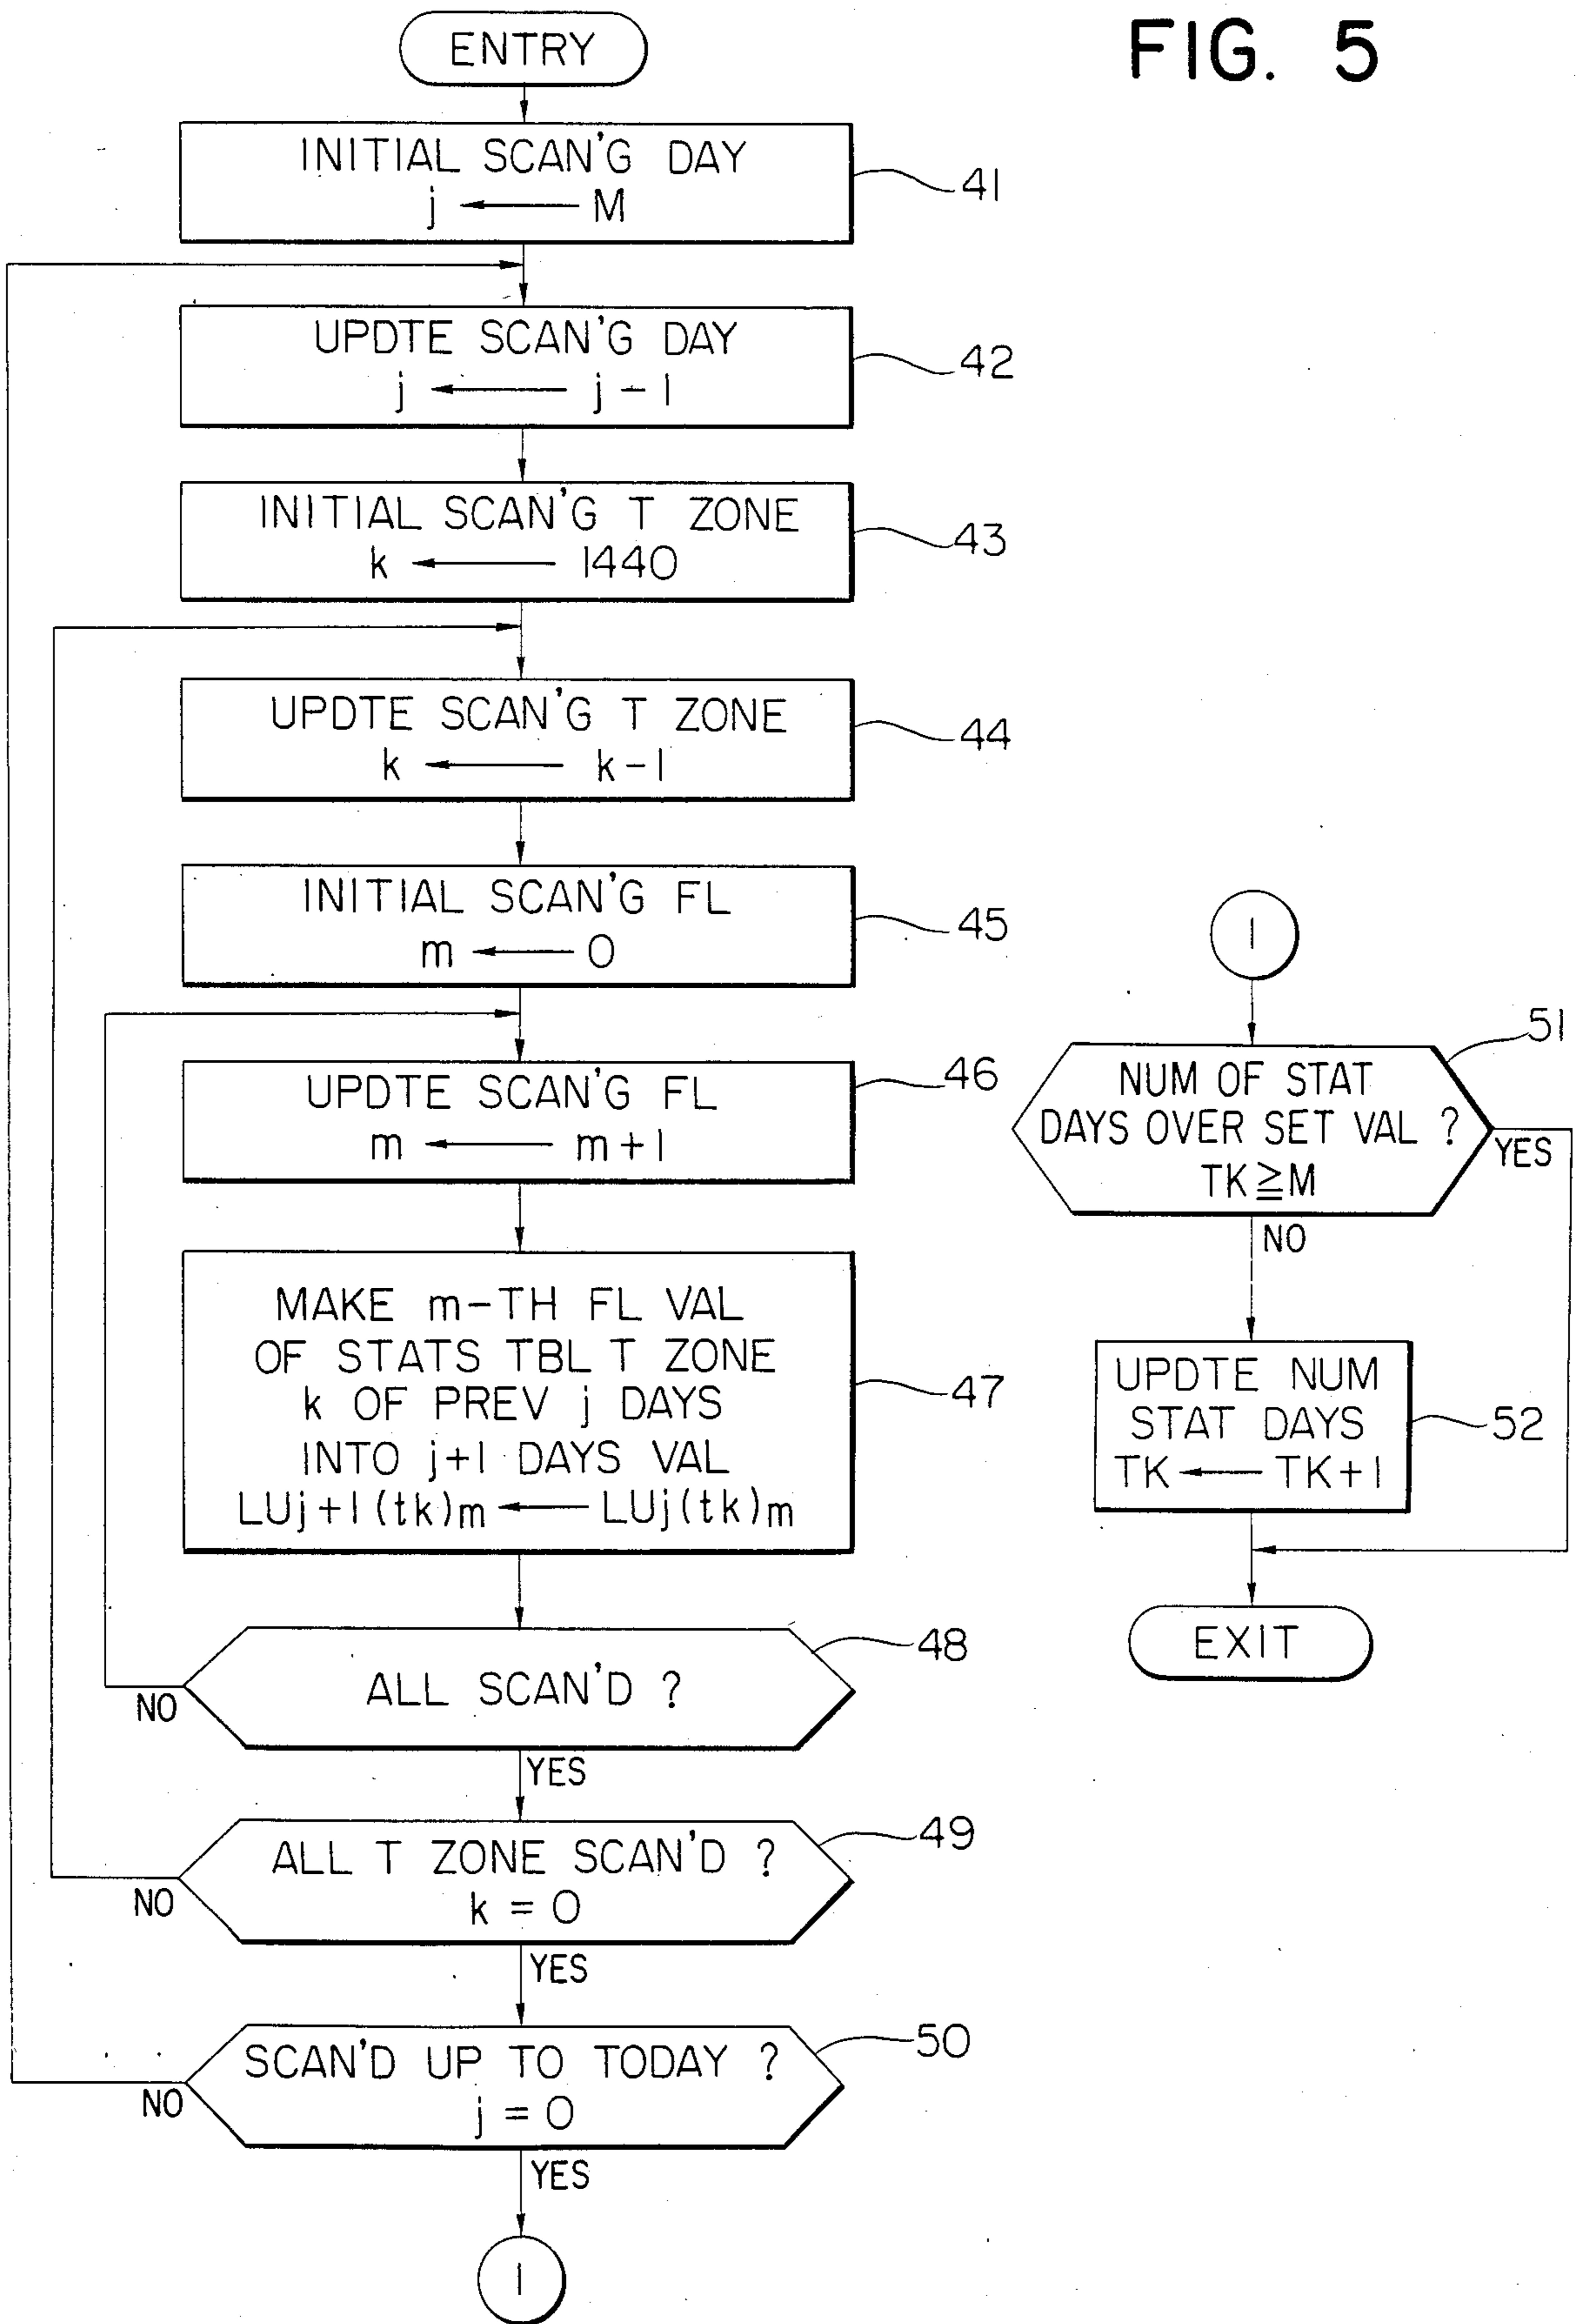 FIG. 5
ENTRY
INITIAL SCAN'G DAY
j ← M
41
UPDTE SCAN'G DAY
j ← j-1
42
INITIAL SCAN'G T ZONE
k ← 1440
43
UPDTE SCAN'G T ZONE
k ← k-1
44
INITIAL SCAN'G FL
m ← 0
45
UPDTE SCAN'G FL
m ← m+1
46
MAKE m-TH FL VAL
OF STATS TBL T ZONE
k OF PREV j DAYS
INTO j+1 DAYS VAL
LUj+1(tk)m ← LUj(tk)m
47
ALL SCAN'D ?
48
NO
YES
ALL T ZONE SCAN'D ?
k = 0
49
NO
YES
SCAN'D UP TO TODAY ?
j = 0
50
NO
YES
1
1
NUM OF STAT
DAYS OVER SET VAL ?
TK≧M
51
YES
NO
UPDTE NUM
STAT DAYS
TK ← TK+1
52
EXIT